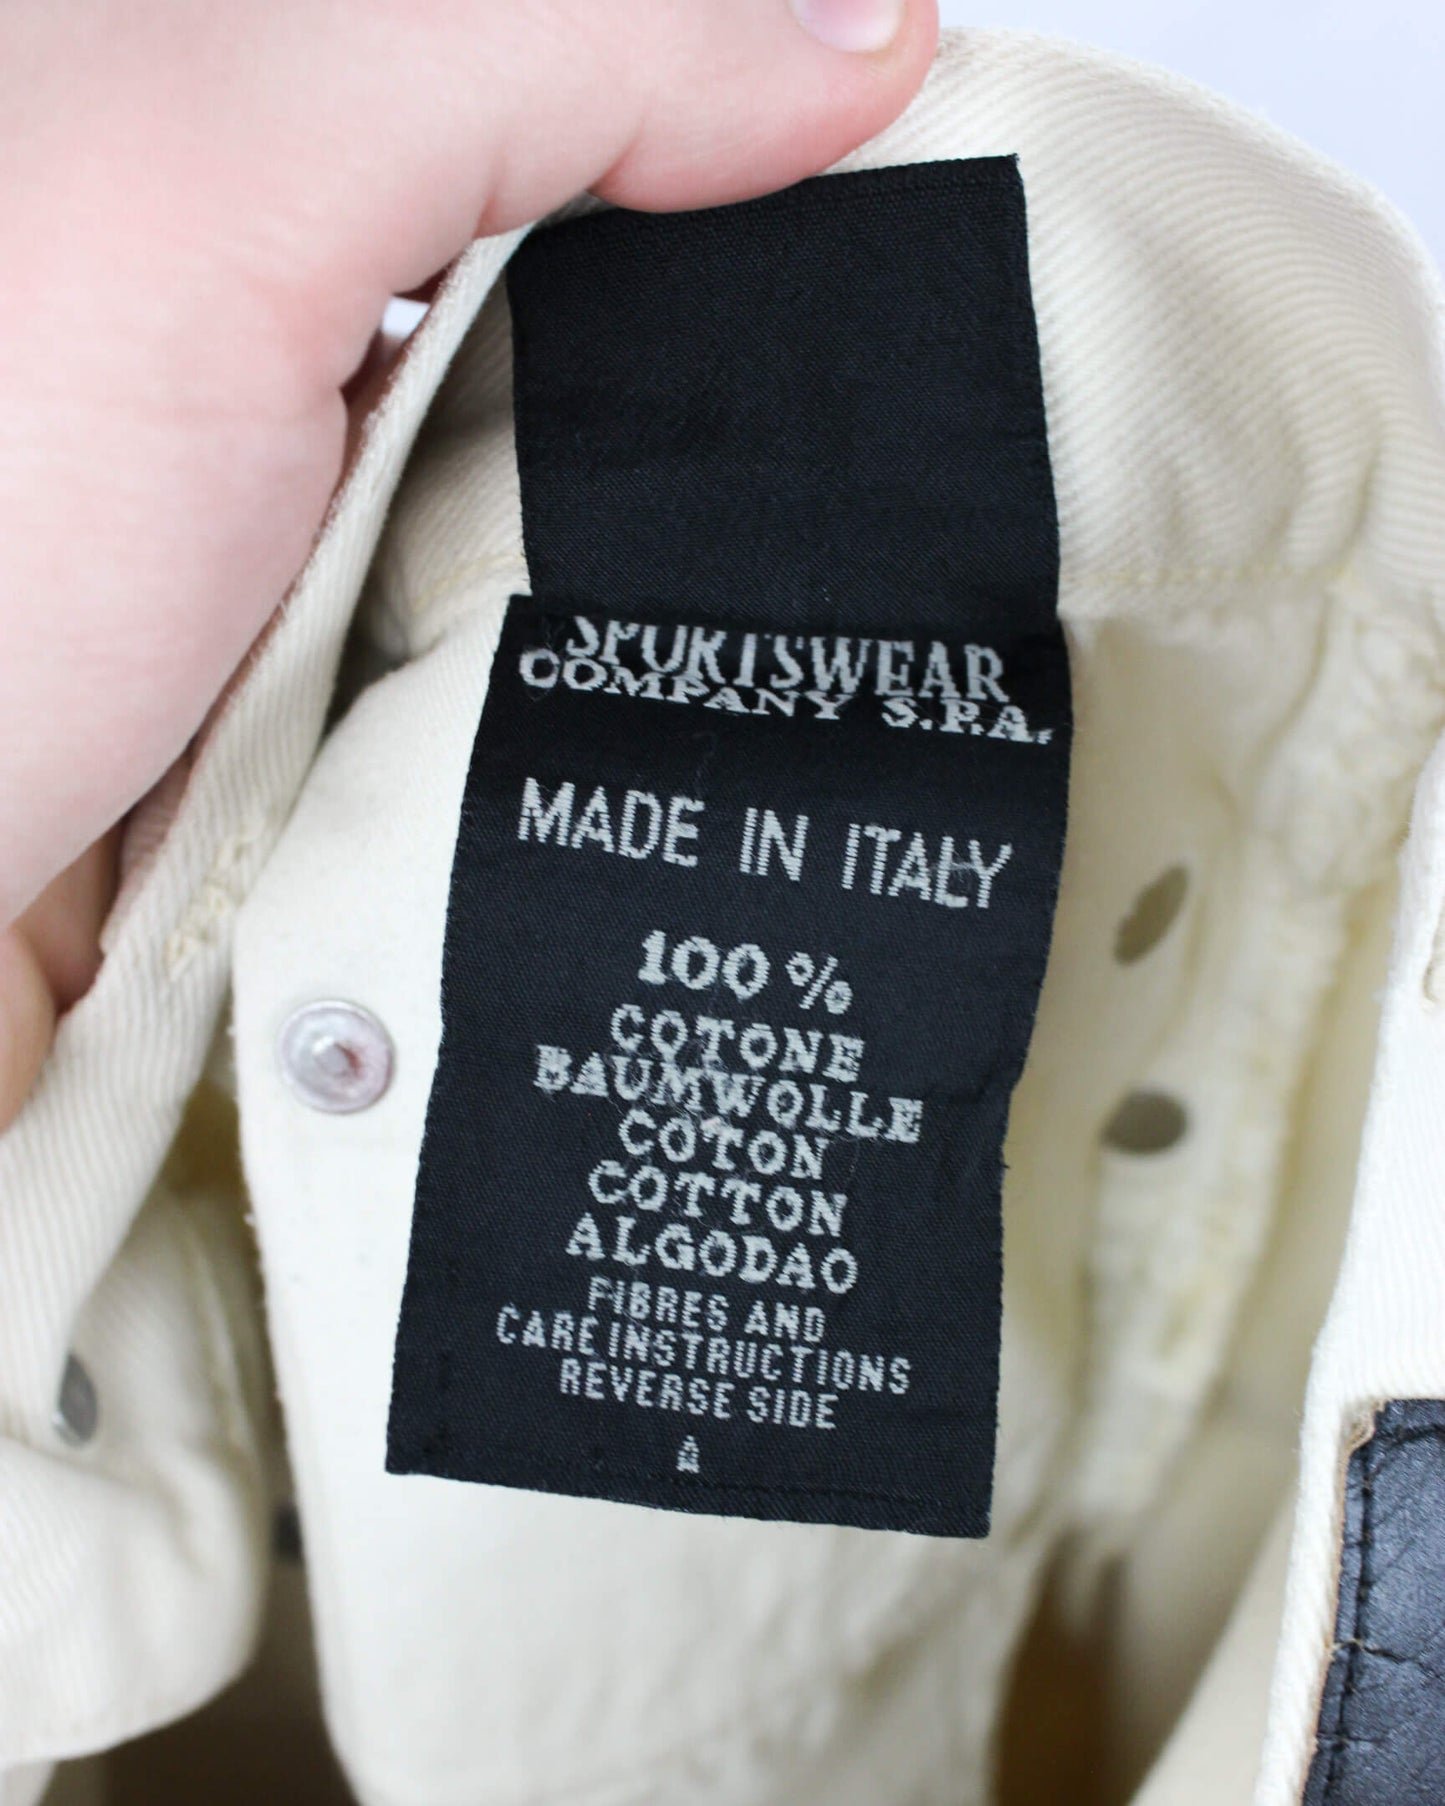 SPORTSWEAR
COMPANY S.P.A.
MADE IN ITALY
100 %
COTONE
BAUMWOLLE
COTON
COTTON
ALGODAO
FIBRES AND
CARE INSTRUCTIONS
REVERSE SIDE
A